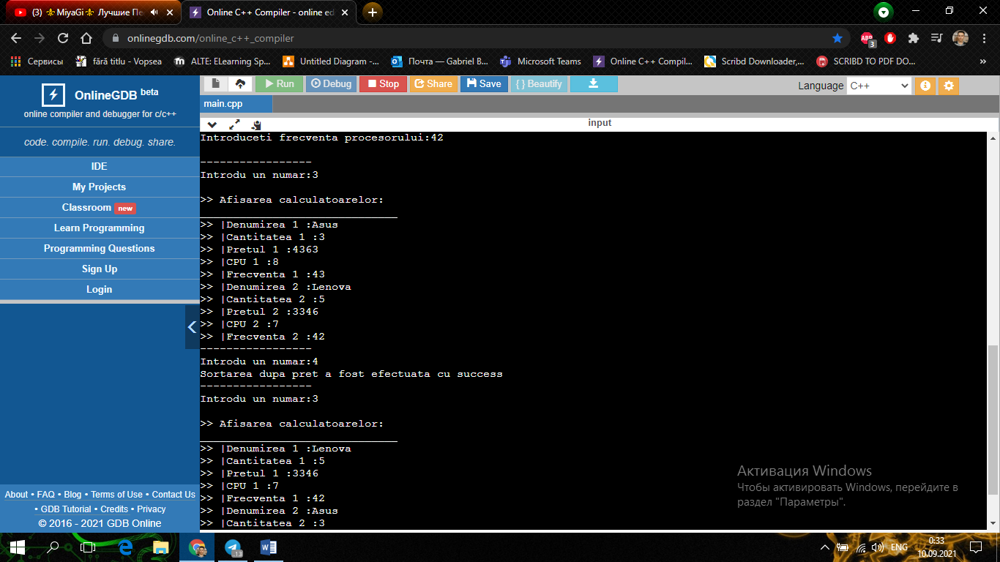 (3) ⚜MiyaGi⚜ Лучшие Пе
Online C++ Compiler - online ed
onlinegdb.com/online_c++_compiler
ABP 3
Сервисы
fără titlu - Vopsea
ALTE: ELearning Sp...
Untitled Diagram -...
Почта — Gabriel B...
Microsoft Teams
Online C++ Compil...
Scribd Downloader,...
SCRIBD TO PDF DO...
»
OnlineGDB beta
online compiler and debugger for c/c++
code. compile. run. debug. share.
IDE
My Projects
Classroom new
Learn Programming
Programming Questions
Sign Up
Login
About • FAQ • Blog • Terms of Use • Contact Us
• GDB Tutorial • Credits • Privacy
© 2016 - 2021 GDB Online
Run
Debug
Stop
Share
Save
{ } Beautify
Language C++
main.cpp
input
Introduceti frecventa procesorului:42
-----------------
Introdu un numar:3
>> Afisarea calculatoarelor:
______________________________
>> |Denumirea 1 :Asus
>> |Cantitatea 1 :3
>> |Pretul 1 :4363
>> |CPU 1 :8
>> |Frecventa 1 :43
>> |Denumirea 2 :Lenova
>> |Cantitatea 2 :5
>> |Pretul 2 :3346
>> |CPU 2 :7
>> |Frecventa 2 :42
-----------------
Introdu un numar:4
Sortarea dupa pret a fost efectuata cu success
-----------------
Introdu un numar:3
>> Afisarea calculatoarelor:
______________________________
>> |Denumirea 1 :Lenova
>> |Cantitatea 1 :5
>> |Pretul 1 :3346
>> |CPU 1 :7
>> |Frecventa 1 :42
>> |Denumirea 2 :Asus
>> |Cantitatea 2 :3
Активация Windows
Чтобы активировать Windows, перейдите в
раздел "Параметры".
13
ENG
0:33
10.09.2021